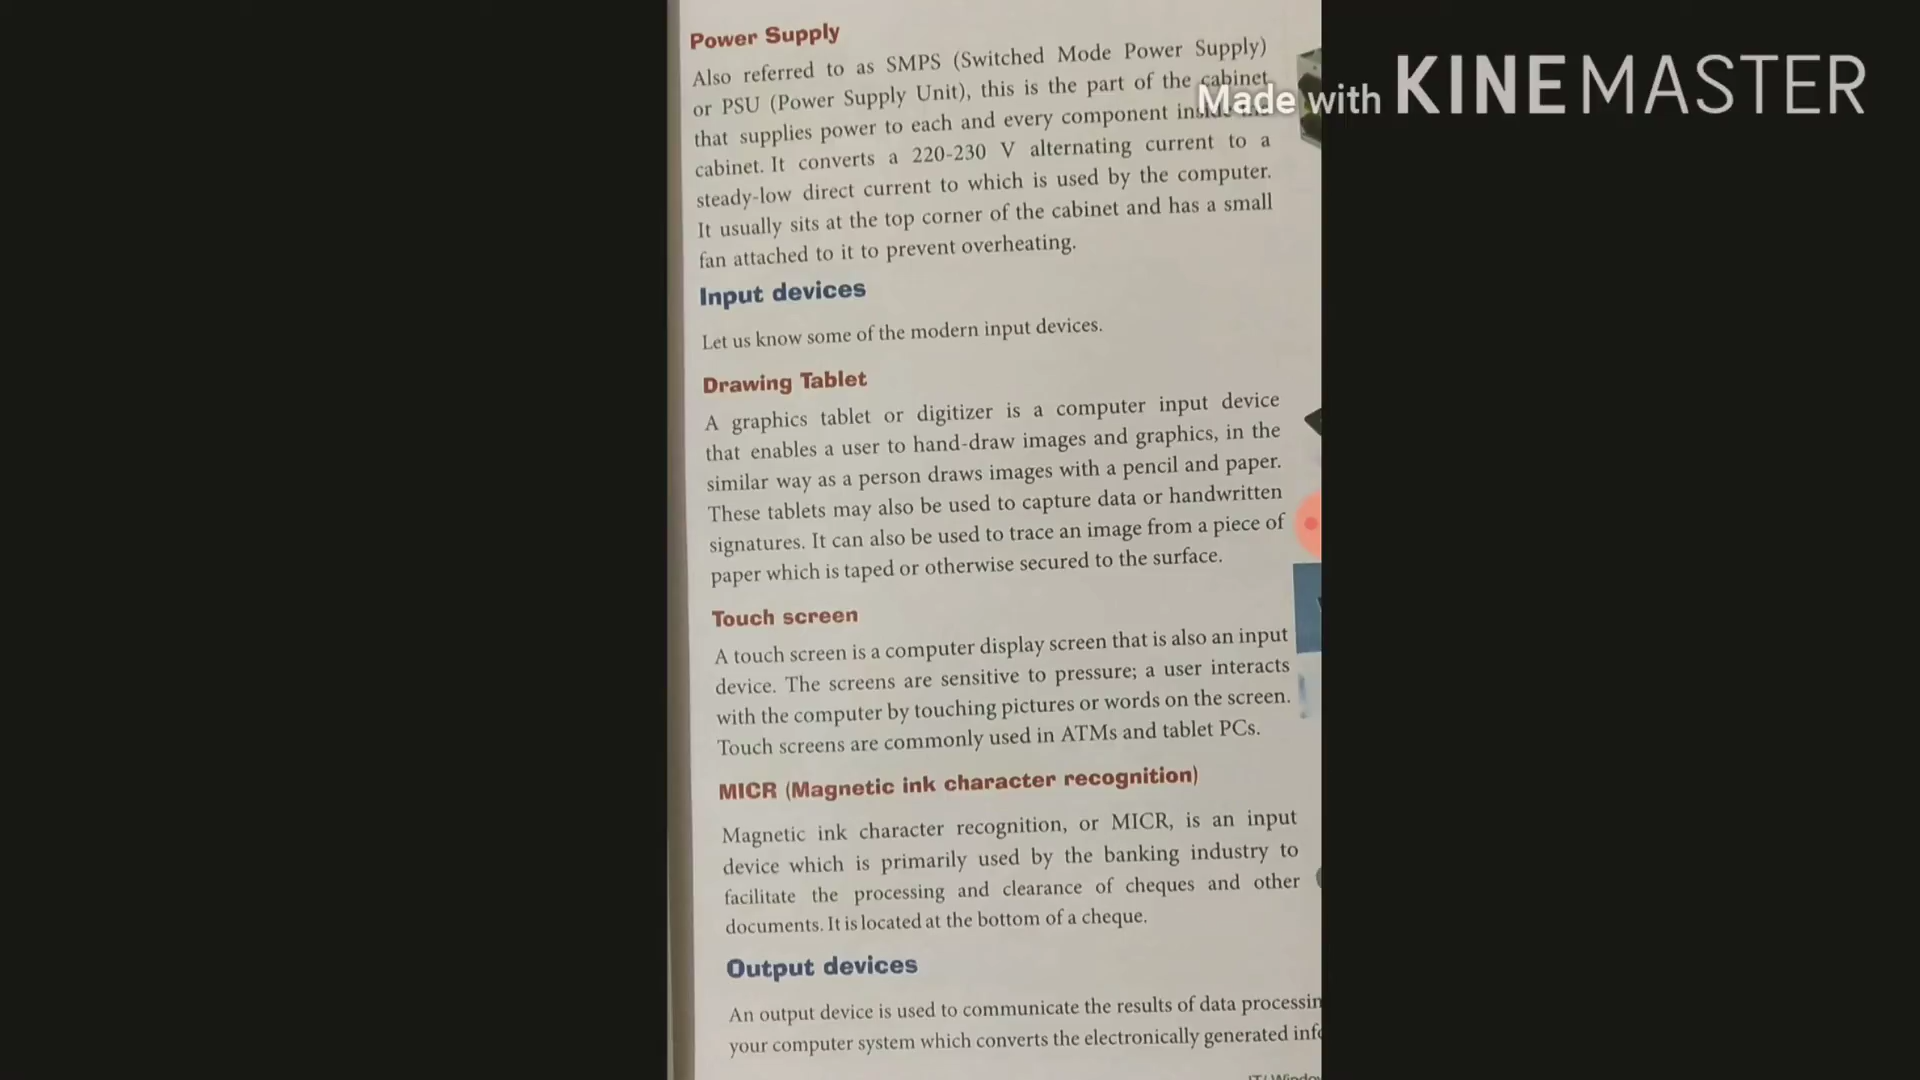 Power Supply
Also referred to as SMPS (Switched Mode Power Supply)
or PSU (Power Supply Unit), this is the part of the cabinet
that supplies power to each and every component inside the
cabinet. It converts a 220-230 V alternating current to a
steady-low direct current to which is used by the computer.
It usually sits at the top corner of the cabinet and has a small
fan attached to it to prevent overheating.
Made with KINEMASTER
Input devices
Let us know some of the modern input devices.
Drawing Tablet
A graphics tablet or digitizer is a computer input device
that enables a user to hand-draw images and graphics, in the
similar way as a person draws images with a pencil and paper.
These tablets may also be used to capture data or handwritten
signatures. It can also be used to trace an image from a piece of
paper which is taped or otherwise secured to the surface.
Touch screen
A touch screen is a computer display screen that is also an input
device. The screens are sensitive to pressure; a user interacts
with the computer by touching pictures or words on the screen.
Touch screens are commonly used in ATMs and tablet PCs.
MICR (Magnetic ink character recognition)
Magnetic ink character recognition, or MICR, is an input
device which is primarily used by the banking industry to
facilitate the processing and clearance of cheques and other
documents. It is located at the bottom of a cheque.
Output devices
An output device is used to communicate the results of data processin
your computer system which converts the electronically generated info